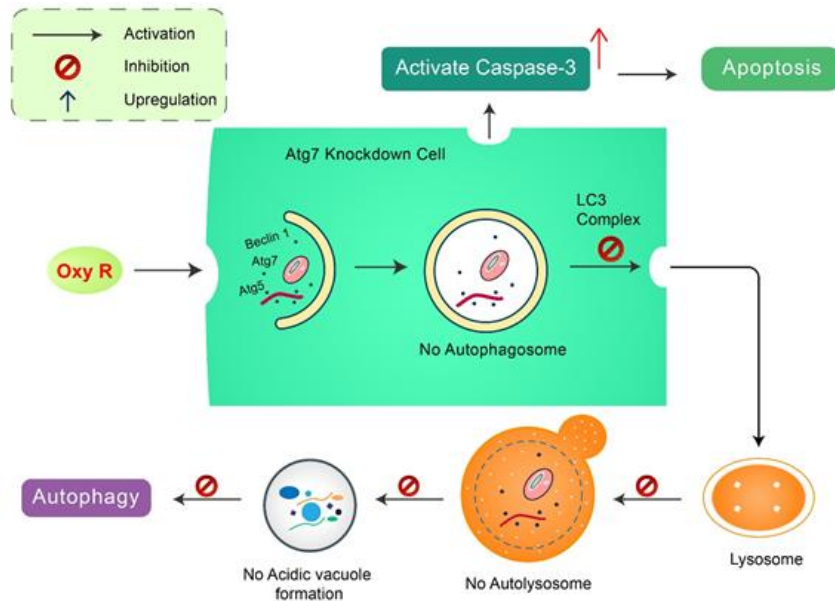 Activation
Inhibition
Upregulation
Activate Caspase-3
Apoptosis
Atg7 Knockdown Cell
LC3
Complex
Beclin 1
Atg7
Atg5
Oxy R
No Autophagosome
Autophagy
No Acidic vacuole
formation
No Autolysosome
Lysosome